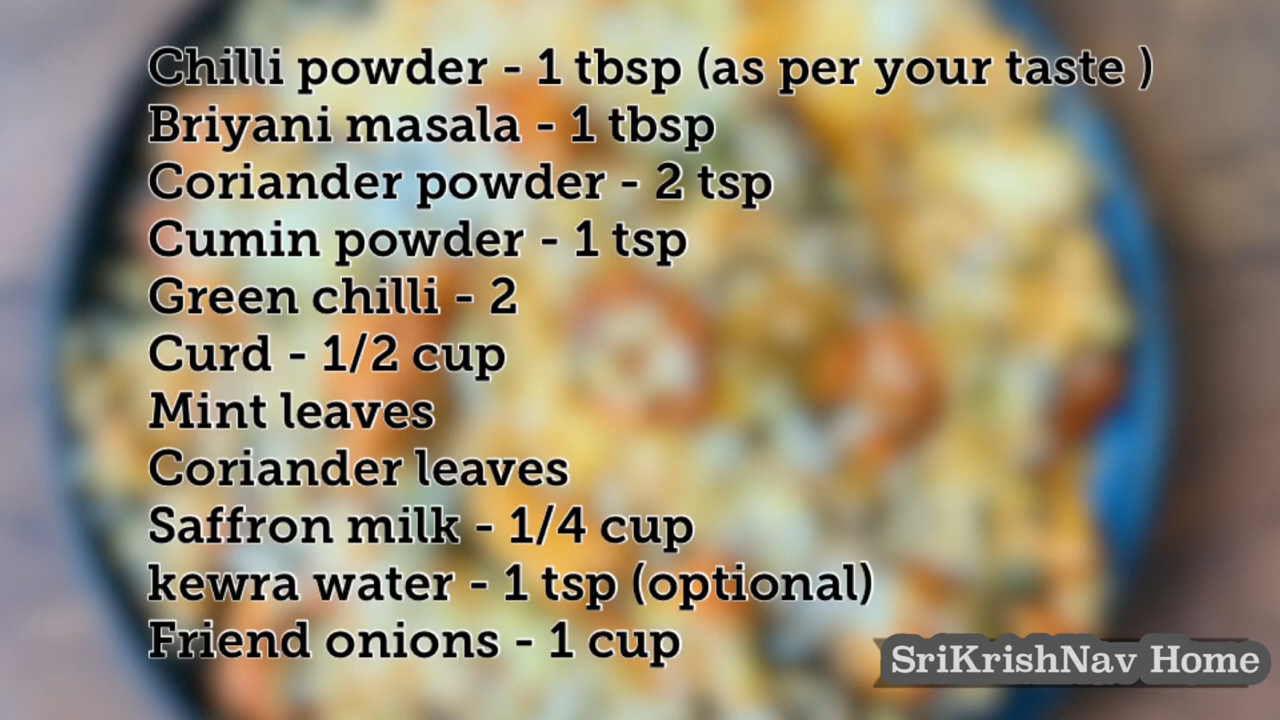 Chilli powder - 1 tbsp (as per your taste )
Briyani masala - 1 tbsp
Coriander powder - 2 tsp
Cumin powder - 1 tsp
Green chilli - 2
Curd - 1/2 cup
Mint leaves
Coriander leaves
Saffron milk - 1/4 cup
kewra water - 1 tsp (optional)
Friend onions - 1 cup
SriKrishNav Home